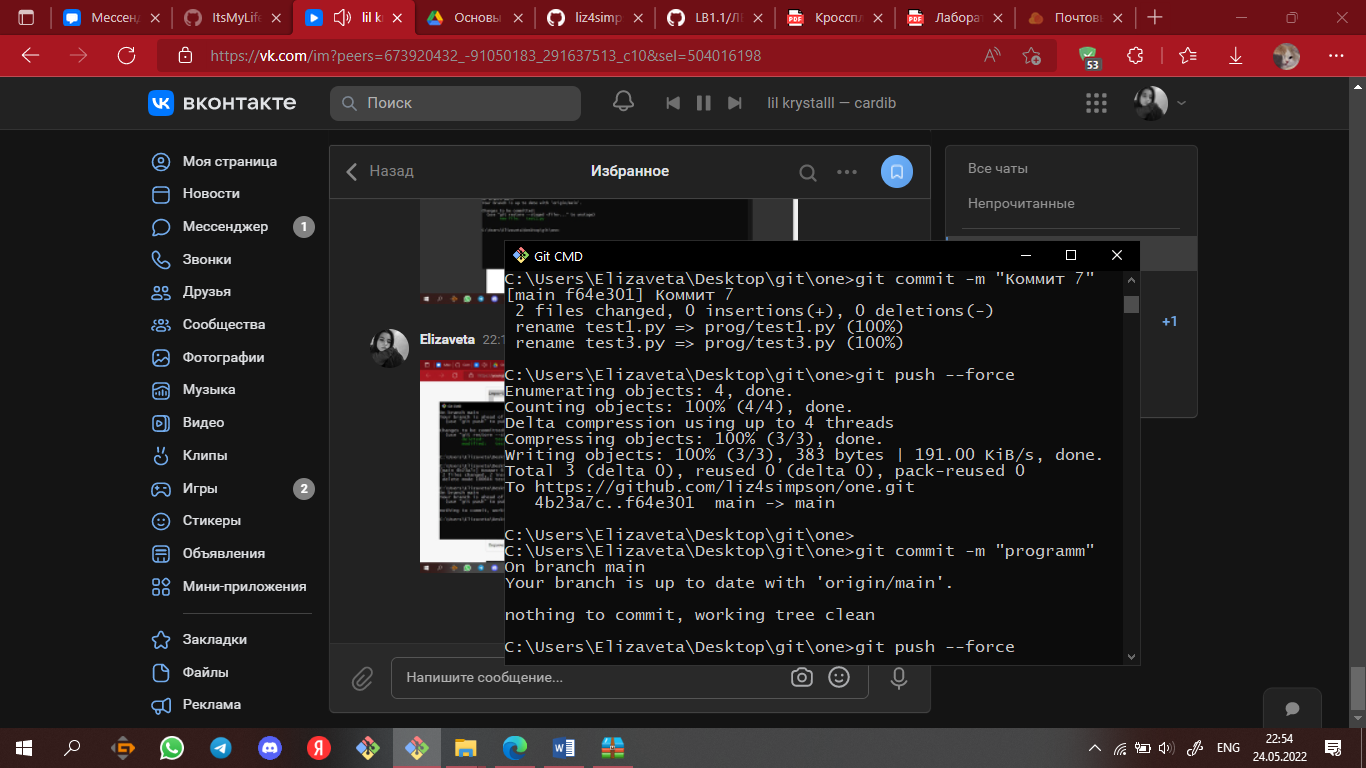 Мессенд
ItsMyLife
lil k
Основы
liz4simp
LB1.1/Л
Кросспл
Лаборат
Почтовы
https://vk.com/im?peers=673920432_-91050183_291637513_c10&sel=504016198
53
вконтакте
Поиск
lil krystalll — cardib
Моя страница
Новости
Мессенджер 1
Звонки
Друзья
Сообщества
Фотографии
Музыка
Видео
Клипы
Игры 2
Стикеры
Объявления
Мини-приложения
Закладки
Файлы
Реклама
Назад
Избранное
Все чаты
Непрочитанные
+1
Elizaveta 22:1
Git CMD
C:\Users\Elizaveta\Desktop\git\one>git commit -m "Коммит 7"
[main f64e301] Коммит 7
2 files changed, 0 insertions(+), 0 deletions(-)
rename test1.py => prog/test1.py (100%)
rename test3.py => prog/test3.py (100%)
C:\Users\Elizaveta\Desktop\git\one>git push --force
Enumerating objects: 4, done.
Counting objects: 100% (4/4), done.
Delta compression using up to 4 threads
Compressing objects: 100% (3/3), done.
Writing objects: 100% (3/3), 383 bytes | 191.00 KiB/s, done.
Total 3 (delta 0), reused 0 (delta 0), pack-reused 0
To https://github.com/liz4simpson/one.git
4b23a7c..f64e301 main -> main
C:\Users\Elizaveta\Desktop\git\one>
C:\Users\Elizaveta\Desktop\git\one>git commit -m "programm"
On branch main
Your branch is up to date with 'origin/main'.
nothing to commit, working tree clean
C:\Users\Elizaveta\Desktop\git\one>git push --force
Напишите сообщение...
ENG
22:54
24.05.2022